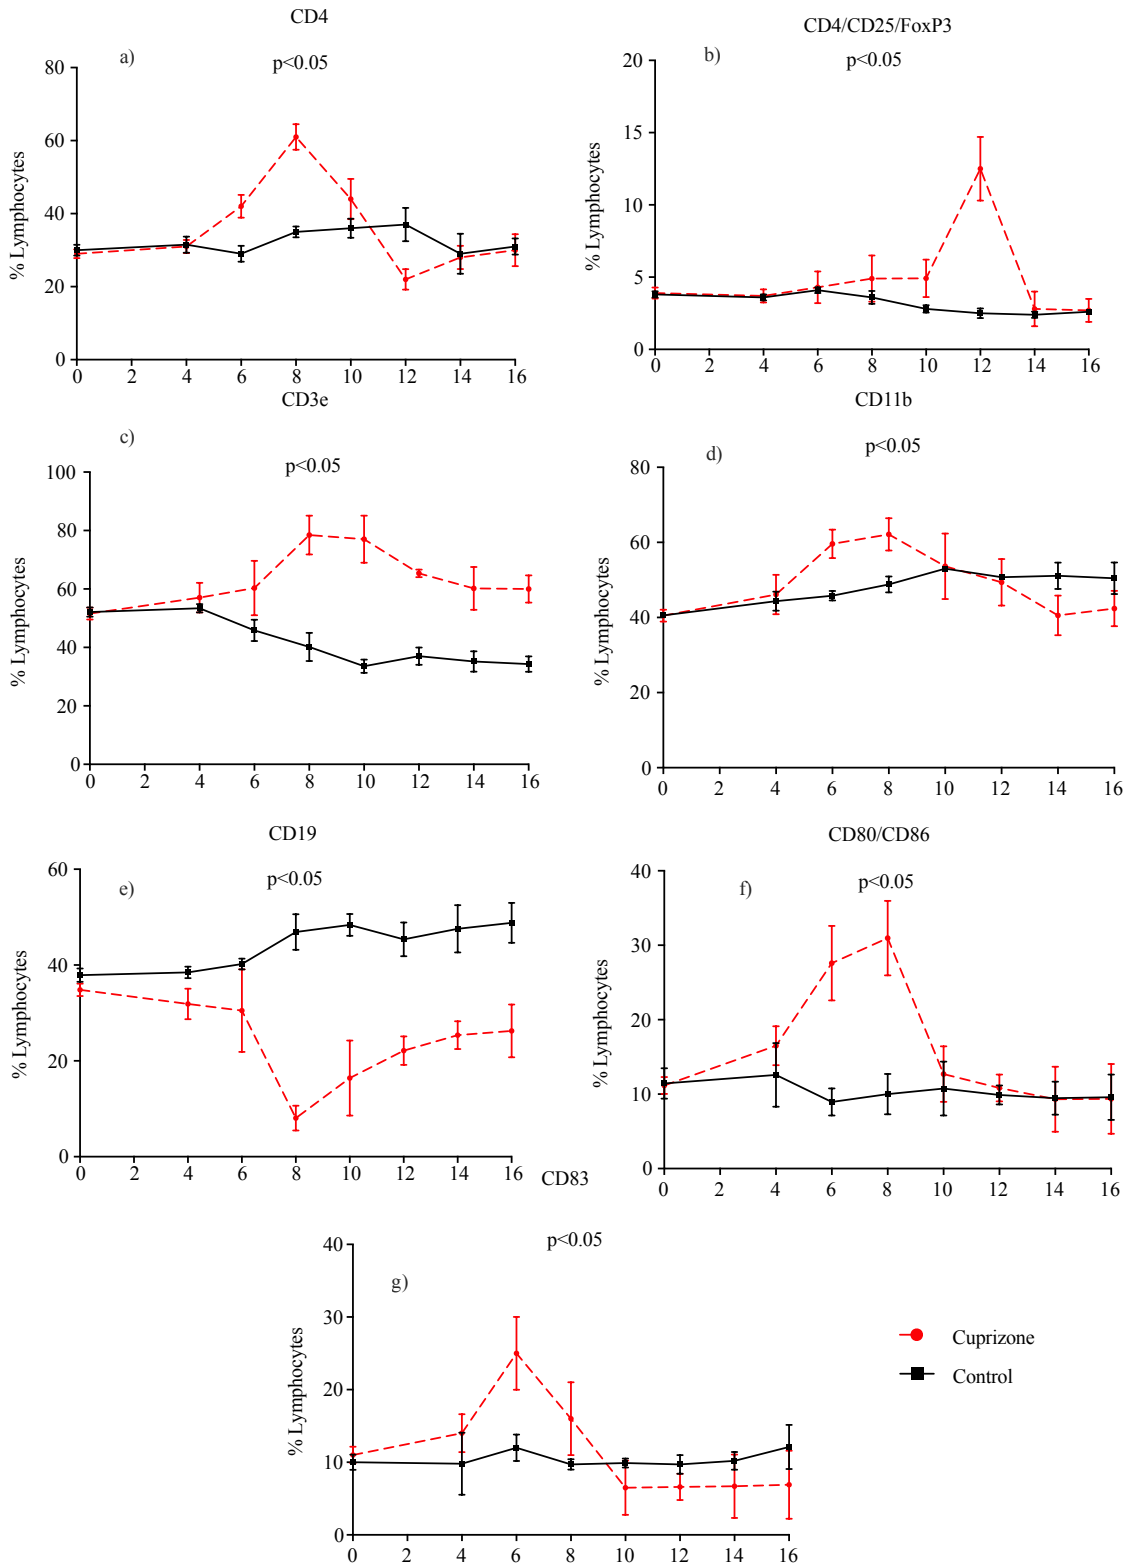 CD4
a)
p<0.05
% Lymphocytes
80
60
40
20
0
0 2 4 6 8 10 12 14 16
CD4/CD25/FoxP3
b)
p<0.05
% Lymphocytes
20
15
10
5
0
0 2 4 6 8 10 12 14 16
CD3e
c)
p<0.05
% Lymphocytes
100
80
60
40
20
0
0 2 4 6 8 10 12 14 16
CD11b
d)
p<0.05
% Lymphocytes
80
60
40
20
0
0 2 4 6 8 10 12 14 16
CD19
e)
p<0.05
% Lymphocytes
60
40
20
0
0 2 4 6 8 10 12 14 16
CD80/CD86
f)
p<0.05
% Lymphocytes
40
30
20
10
0
0 2 4 6 8 10 12 14 16
CD83
g)
p<0.05
% Lymphocytes
40
30
20
10
0
0 2 4 6 8 10 12 14 16
Cuprizone
Control